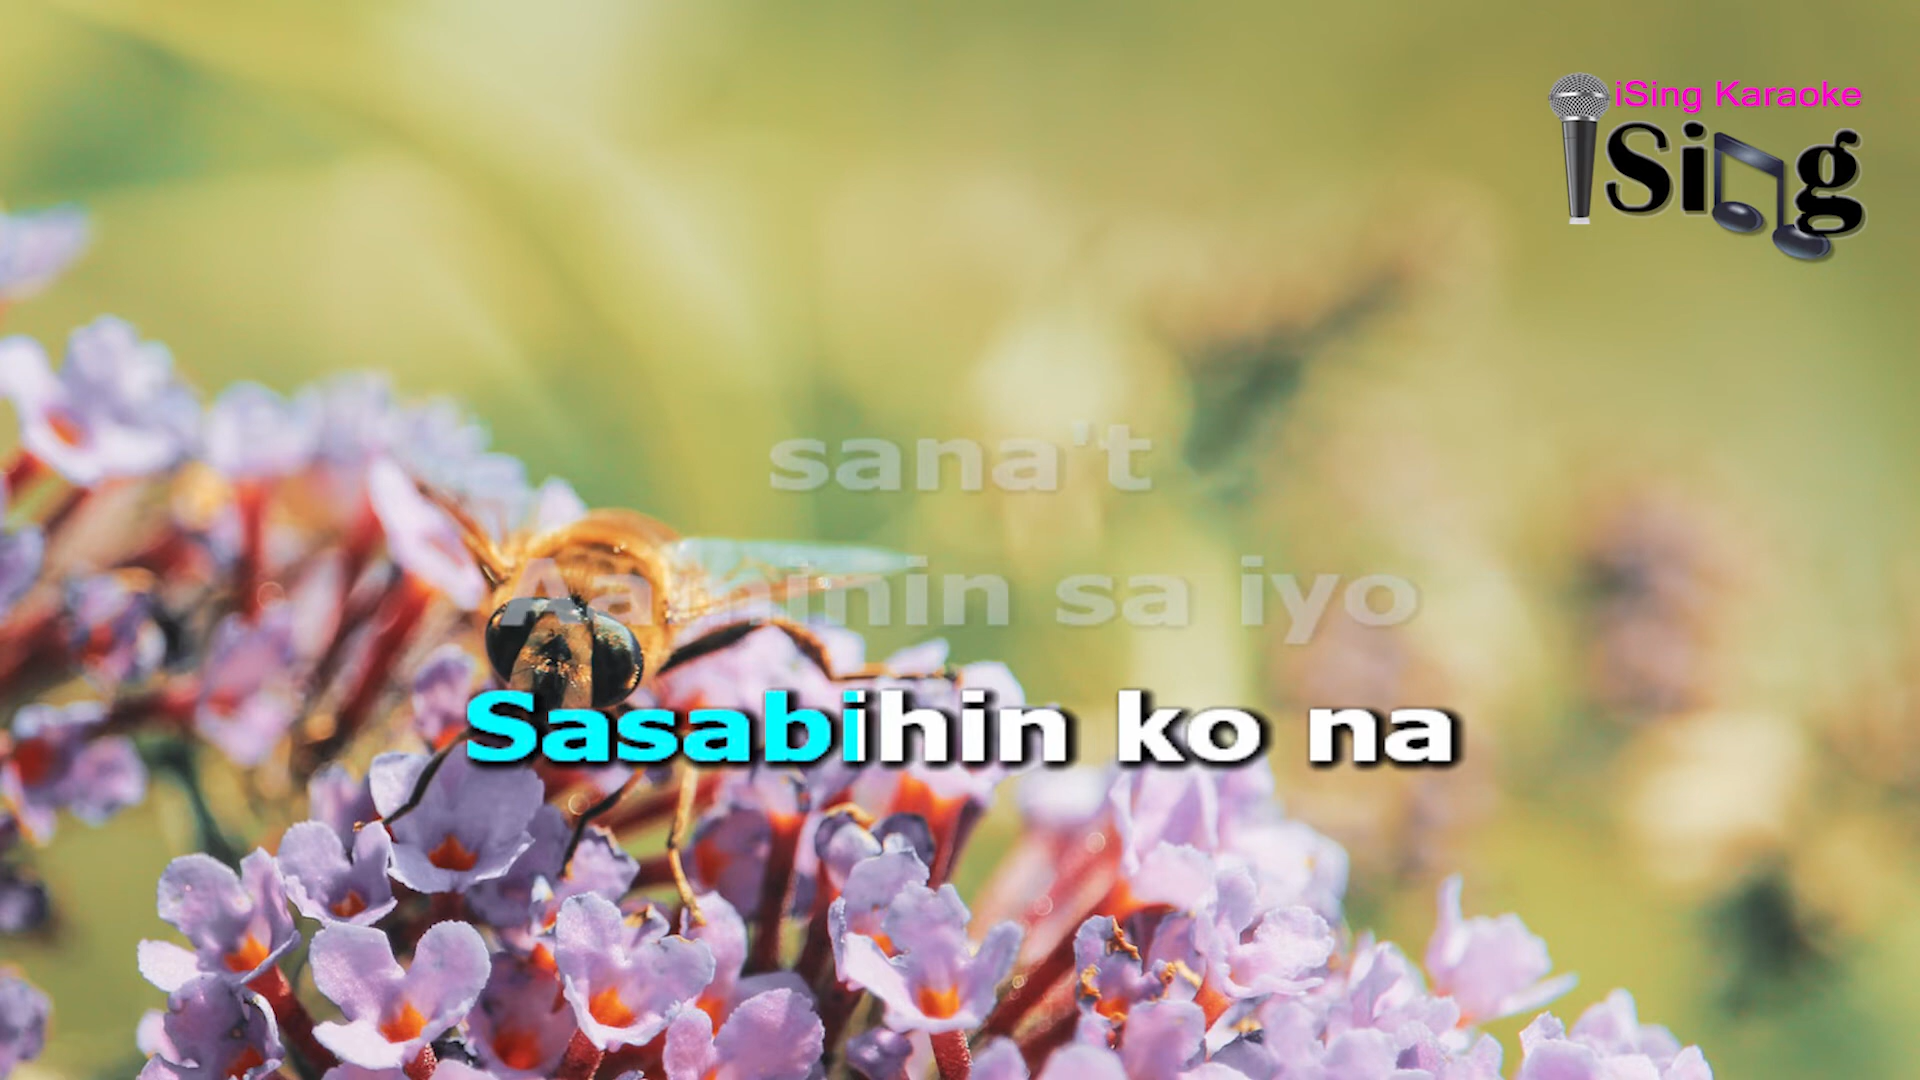 iSing Karaoke
iSing
sana't
Aaminin sa iyo
Sasabihin ko na